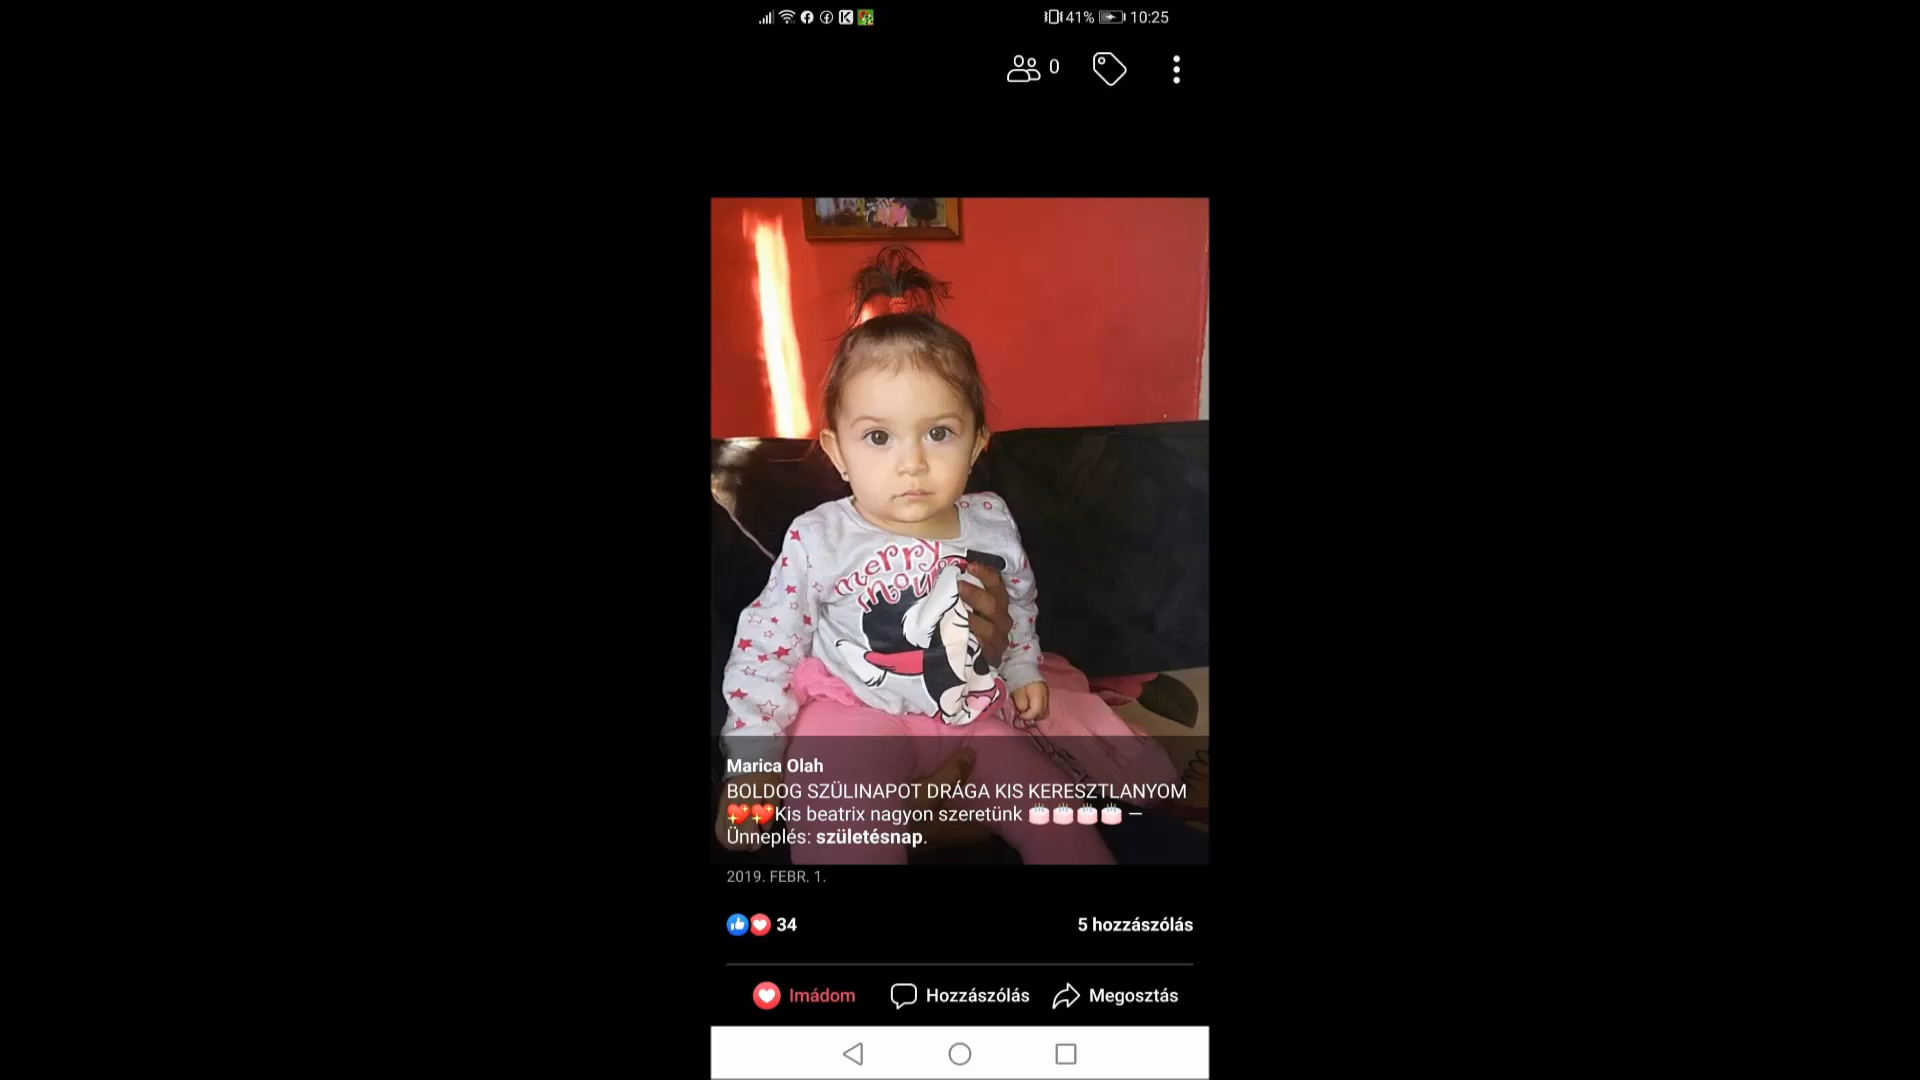 41% 10:25
0
merry
Marica Olah
BOLDOG SZÜLINAPOT DRÁGA KIS KERESZTLANYOM
💖💖Kis beatrix nagyon szeretünk 🎂🎂🎂🎂 —
Ünneplés: születésnap.
2019. FEBR. 1.
34 5 hozzászólás
Imádom Hozzászólás Megosztás